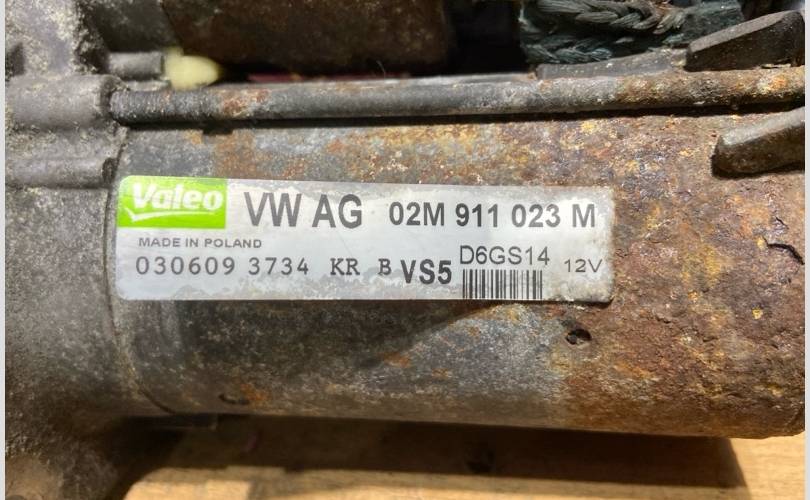 Valeo VW AG 02M 911 023 M
MADE IN POLAND
030609 3734 KR B VS5 D6GS14 12V